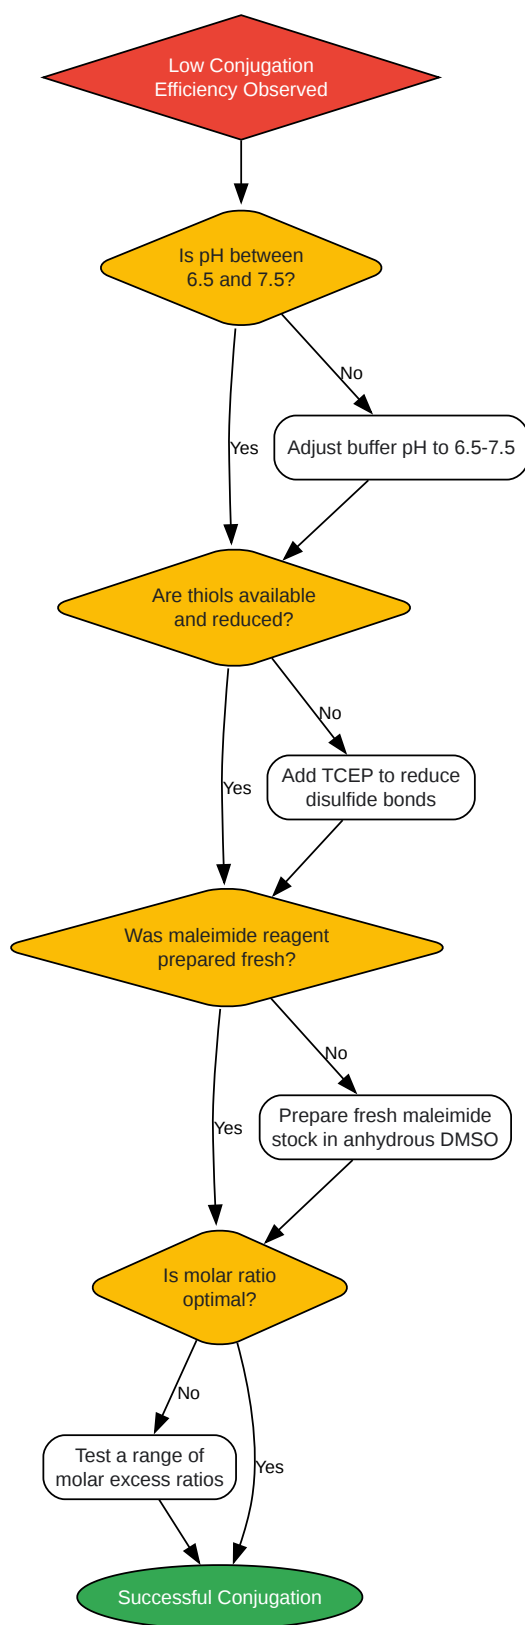 Low Conjugation
Efficiency Observed
Is pH between
6.5 and 7.5?
No
Yes
Adjust buffer pH to 6.5-7.5
Are thiols available
and reduced?
No
Yes
Add TCEP to reduce
disulfide bonds
Was maleimide reagent
prepared fresh?
No
Yes
Prepare fresh maleimide
stock in anhydrous DMSO
Is molar ratio
optimal?
No
Yes
Test a range of
molar excess ratios
Successful Conjugation